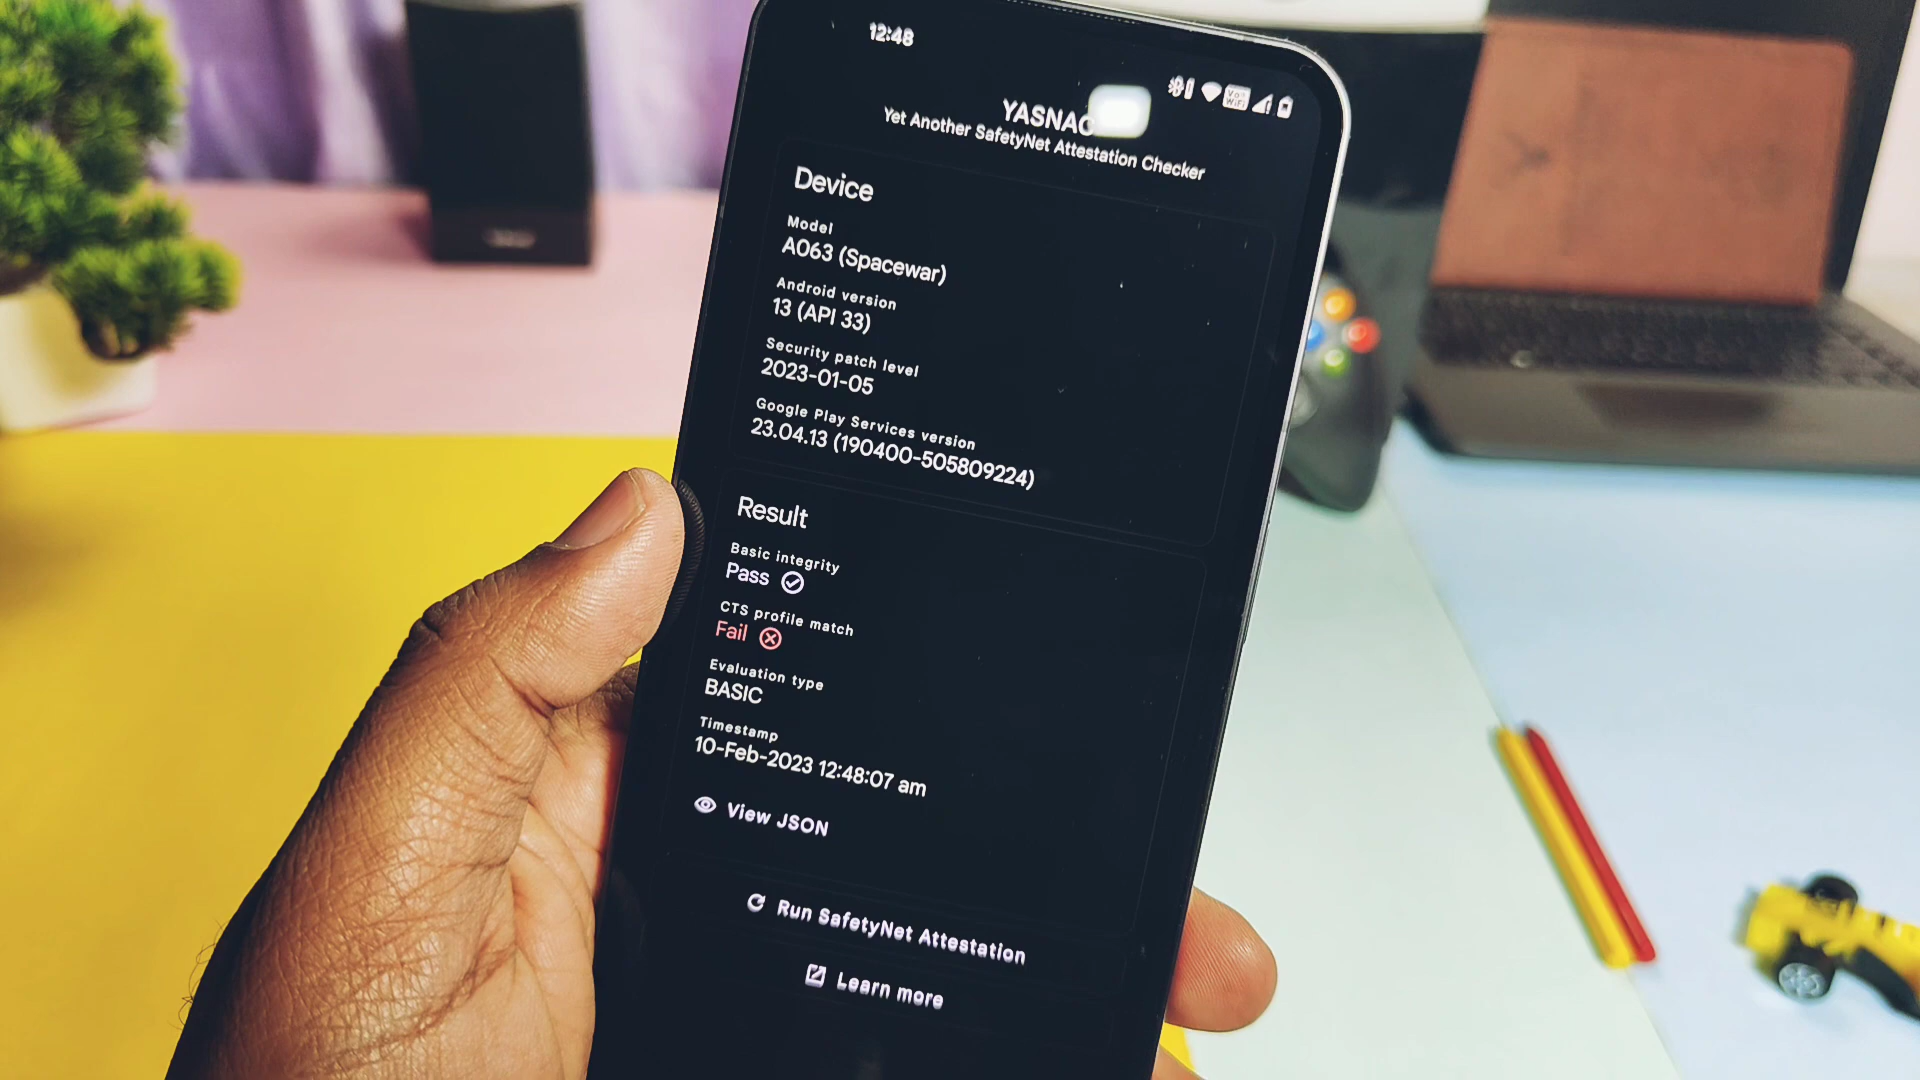 12:48
Vo
WiFi
YASNAC
Yet Another SafetyNet Attestation Checker
Device
Model
A063 (Spacewar)
Android version
13 (API 33)
Security patch level
2023-01-05
Google Play Services version
23.04.13 (190400-505809224)
Result
Basic integrity
Pass
CTS profile match
Fail
Evaluation type
BASIC
Timestamp
10-Feb-2023 12:48:07 am
View JSON
Run SafetyNet Attestation
Learn more